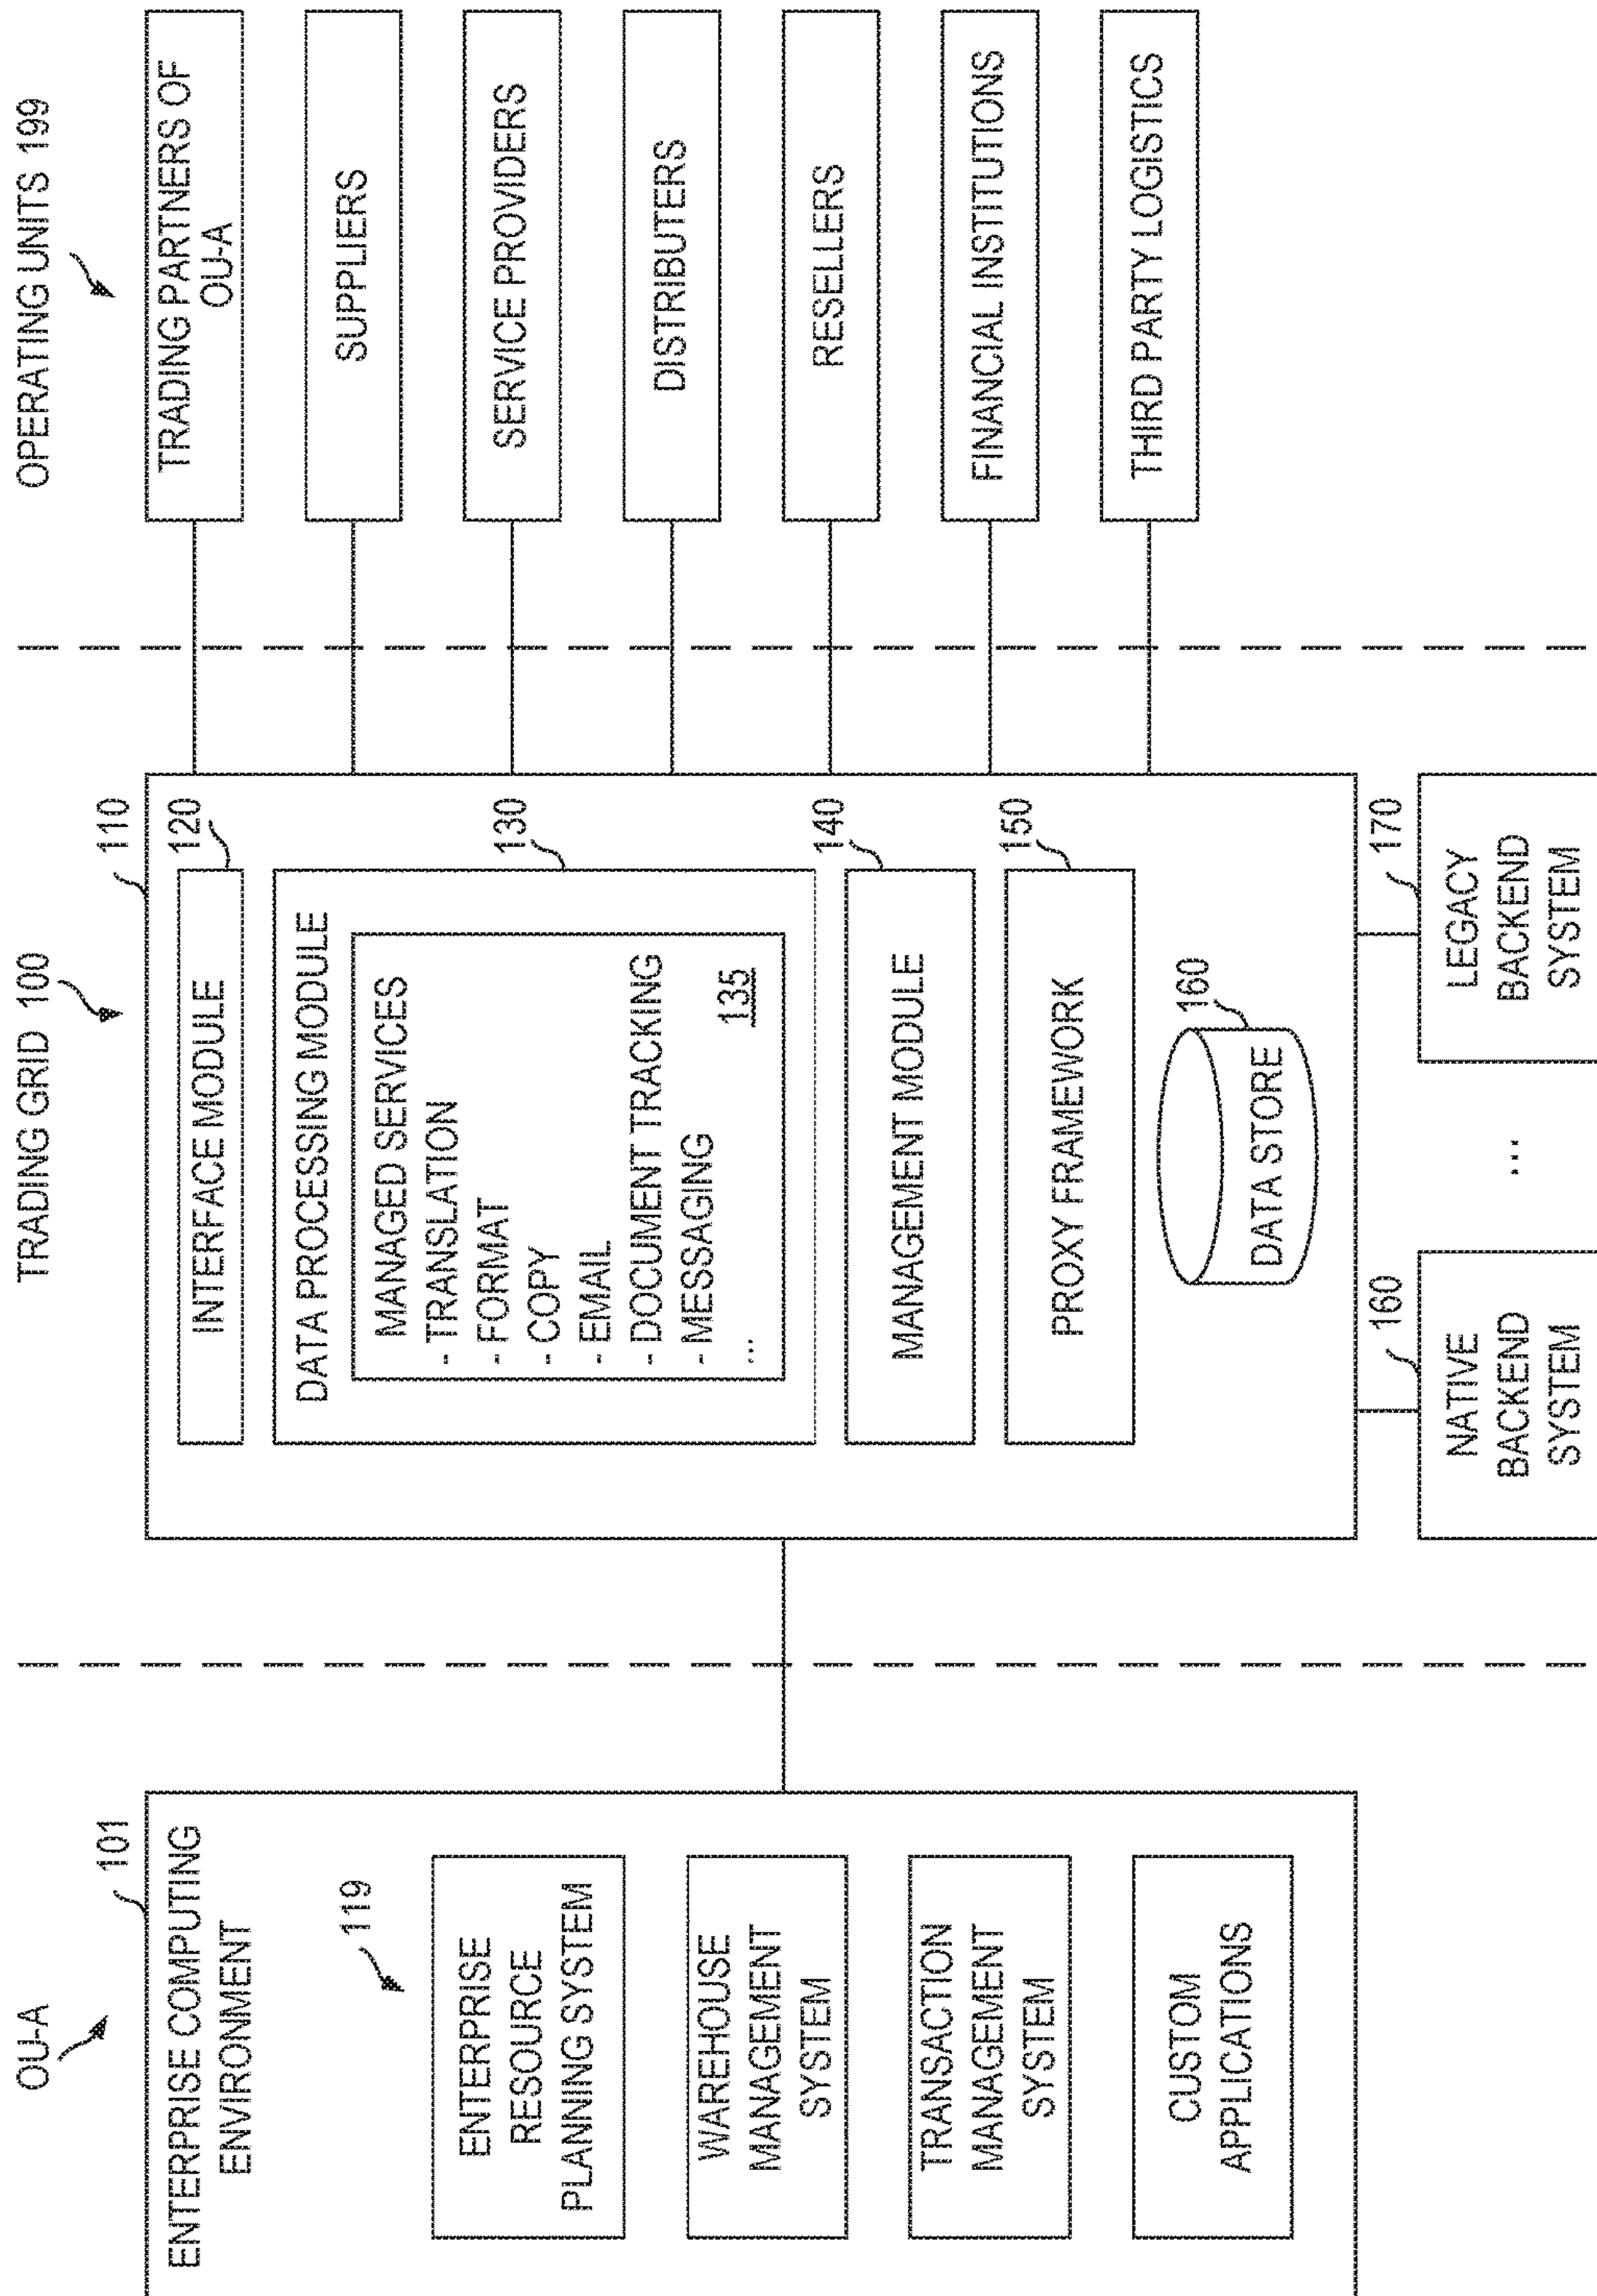 OU-A
101
ENTERPRISE COMPUTING
ENVIRONMENT
119
ENTERPRISE
RESOURCE
PLANNING SYSTEM
WAREHOUSE
MANAGEMENT
SYSTEM
TRANSACTION
MANAGEMENT
SYSTEM
CUSTOM
APPLICATIONS
TRADING GRID 100
110
INTERFACE MODULE
120
DATA PROCESSING MODULE
130
MANAGED SERVICES
- TRANSLATION
- FORMAT
- COPY
- EMAIL
- DOCUMENT TRACKING
- MESSAGING
...
135
MANAGEMENT MODULE
140
PROXY FRAMEWORK
150
DATA STORE
160
160
NATIVE
BACKEND
SYSTEM
...
170
LEGACY
BACKEND
SYSTEM
OPERATING UNITS 199
TRADING PARTNERS OF
OU-A
SUPPLIERS
SERVICE PROVIDERS
DISTRIBUTERS
RESELLERS
FINANCIAL INSTITUTIONS
THIRD PARTY LOGISTICS